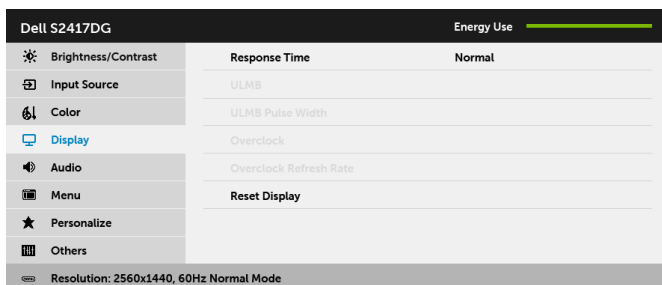 Dell S2417DG
Energy Use
Brightness/Contrast
Response Time Normal
Input Source
ULMB
Color
ULMB Pulse Width
Display
Overclock
Audio
Overclock Refresh Rate
Menu
Reset Display
Personalize
Others
Resolution: 2560x1440, 60Hz Normal Mode